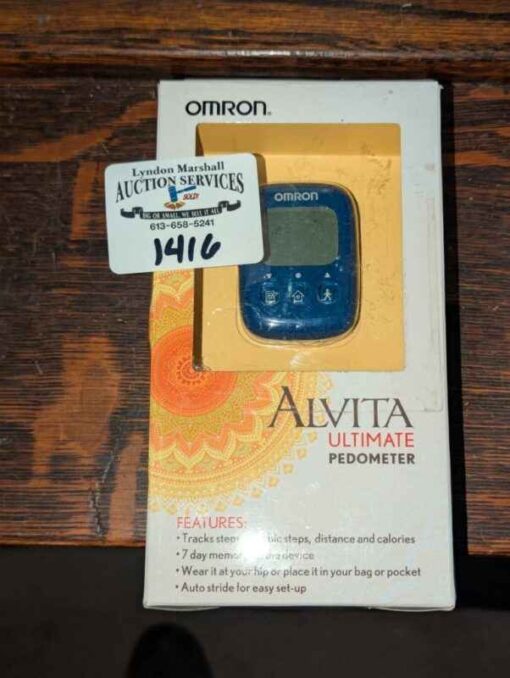 OMRON
Lyndon Marshall
AUCTION SERVICES
SOLD!
BIG OR SMALL, WE SELL IT ALL
613-658-5241
1416
OMRON
ALVITA
ULTIMATE
PEDOMETER
FEATURES:
• Tracks steps, steps, distance and calories
• 7 day device
• Wear it at your hip or place it in your bag or pocket
• Auto stride for easy set-up